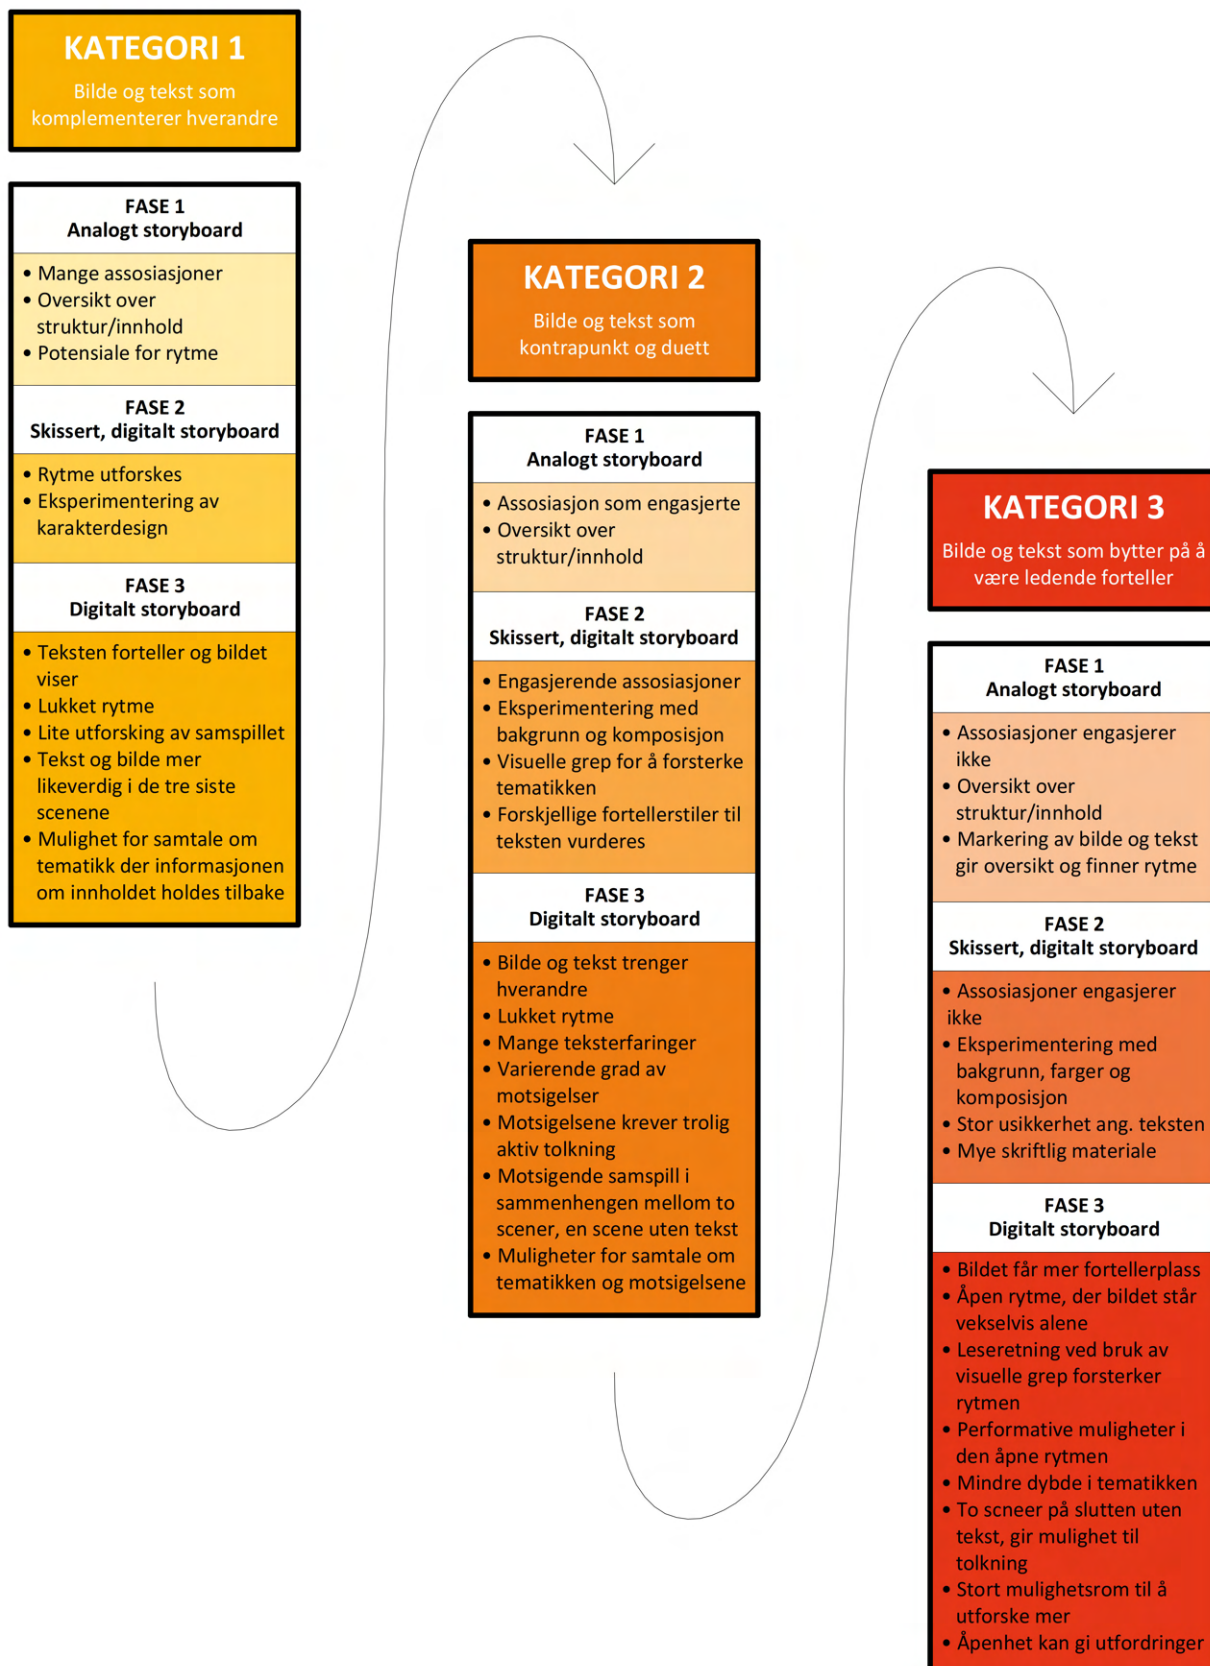 KATEGORI 1
Bilde og tekst som
komplementerer hverandre
FASE 1
Analogt storyboard
• Mange assosiasjoner
• Oversikt over
struktur/innhold
• Potensiale for rytme
FASE 2
Skissert, digitalt storyboard
• Rytme utforskes
• Eksperimentering av
karakterdesign
FASE 3
Digitalt storyboard
• Teksten forteller og bildet
viser
• Lukket rytme
• Lite utforsking av samspillet
• Tekst og bilde mer
likeverdig i de tre siste
scenene
• Mulighet for samtale om
tematikk der informasjonen
om innholdet holdes tilbake
KATEGORI 2
Bilde og tekst som
kontrapunkt og duett
FASE 1
Analogt storyboard
• Assosiasjon som engasjerte
• Oversikt over
struktur/innhold
FASE 2
Skissert, digitalt storyboard
• Engasjerende assosiasjoner
• Eksperimentering med
bakgrunn og komposisjon
• Visuelle grep for å forsterke
tematikken
• Forskjellige fortellerstiler til
teksten vurderes
FASE 3
Digitalt storyboard
• Bilde og tekst trenger
hverandre
• Lukket rytme
• Mange teksterfaringer
• Varierende grad av
motsigelser
• Motsigelsene krever trolig
aktiv tolkning
• Motsigende samspill i
sammenhengen mellom to
scener, en scene uten tekst
• Muligheter for samtale om
tematikken og motsigelsene
KATEGORI 3
Bilde og tekst som bytter på å
være ledende forteller
FASE 1
Analogt storyboard
• Assosiasjoner engasjerer
ikke
• Oversikt over
struktur/innhold
• Markering av bilde og tekst
gir oversikt og finner rytme
FASE 2
Skissert, digitalt storyboard
• Assosiasjoner engasjerer
ikke
• Eksperimentering med
bakgrunn, farger og
komposisjon
• Stor usikkerhet ang. teksten
• Mye skriftlig materiale
FASE 3
Digitalt storyboard
• Bildet får mer fortellerplass
• Åpen rytme, der bildet står
vekselvis alene
• Leseretning ved bruk av
visuelle grep forsterker
rytmen
• Performative muligheter i
den åpne rytmen
• Mindre dybde i tematikken
• To scneer på slutten uten
tekst, gir mulighet til
tolkning
• Stort mulighetsrom til å
utforske mer
• Åpenhet kan gi utfordringer